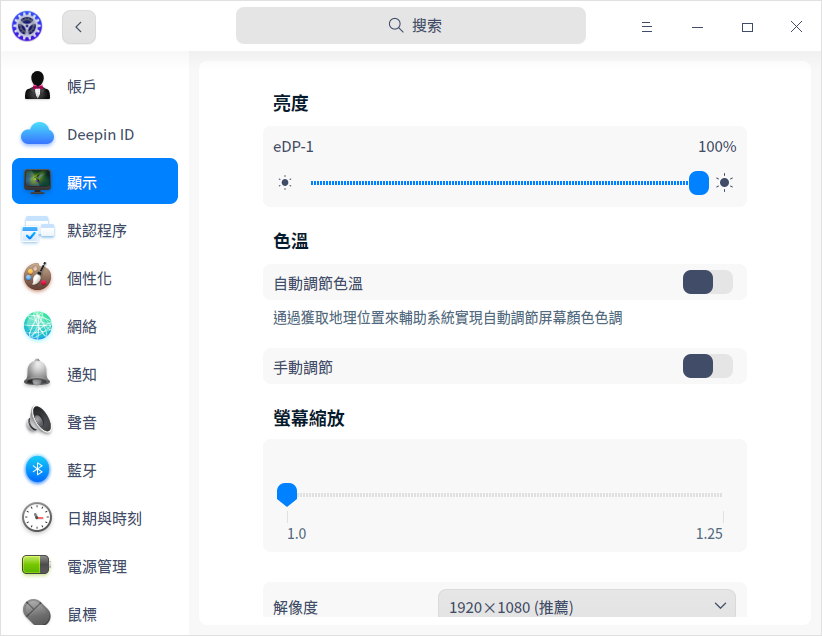 搜索
帳戶
Deepin ID
顯示
默認程序
個性化
網絡
通知
聲音
藍牙
日期與時刻
電源管理
鼠標
亮度
eDP-1
100%
色溫
自動調節色溫
通過獲取地理位置來輔助系統實現自動調節屏幕顏色色調
手動調節
螢幕縮放
1.0
1.25
解像度
1920×1080 (推薦)